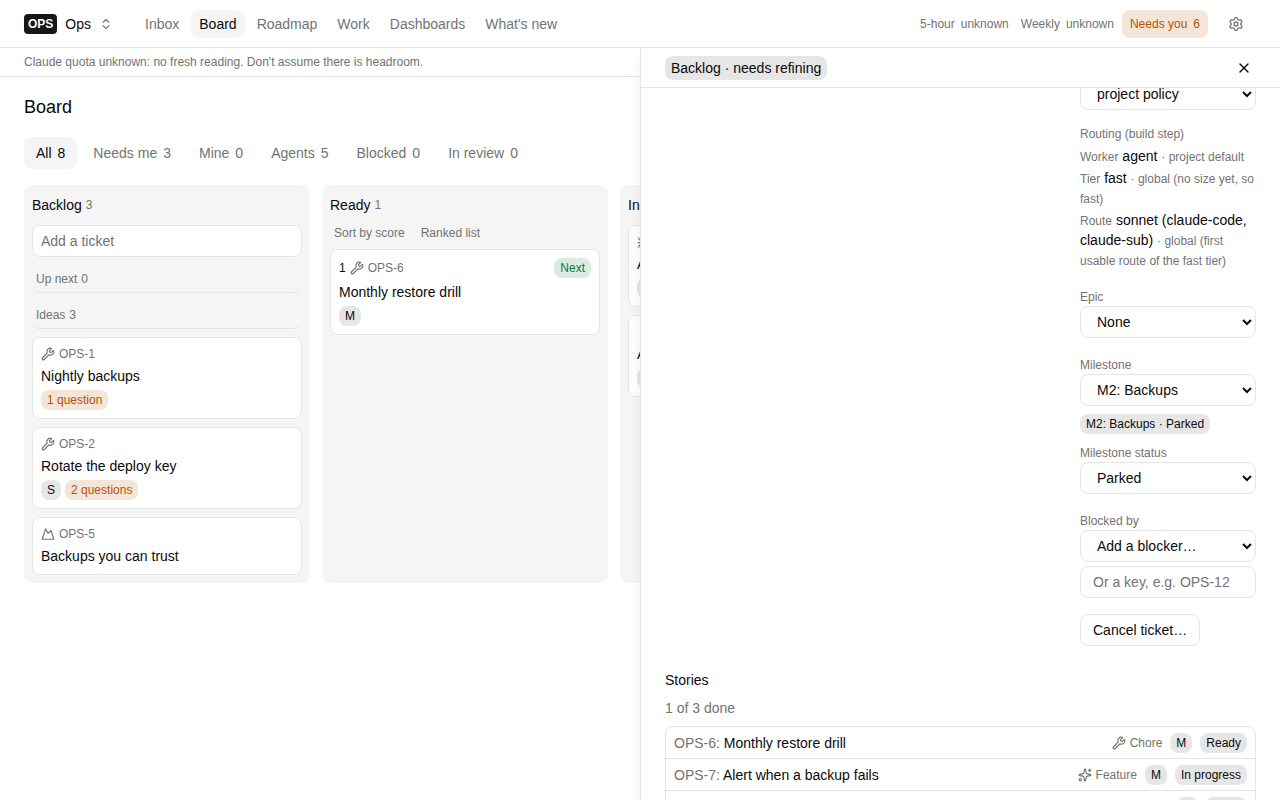 OPS Ops Inbox Board Roadmap Work Dashboards What's new 5-hour unknown Weekly unknown Needs you 6
Claude quota unknown: no fresh reading. Don't assume there is headroom.
Board
All 8 Needs me 3 Mine 0 Agents 5 Blocked 0 In review 0
Backlog 3
Add a ticket
Up next 0
Ideas 3
OPS-1
Nightly backups
1 question
OPS-2
Rotate the deploy key
S 2 questions
OPS-5
Backups you can trust
Ready 1
Sort by score Ranked list
1 OPS-6 Next
Monthly restore drill
M
In
Backlog · needs refining
project policy
Routing (build step)
Worker agent · project default
Tier fast · global (no size yet, so
fast)
Route sonnet (claude-code,
claude-sub) · global (first
usable route of the fast tier)
Epic
None
Milestone
M2: Backups
M2: Backups · Parked
Milestone status
Parked
Blocked by
Add a blocker…
Or a key, e.g. OPS-12
Cancel ticket…
Stories
1 of 3 done
OPS-6: Monthly restore drill Chore M Ready
OPS-7: Alert when a backup fails Feature M In progress